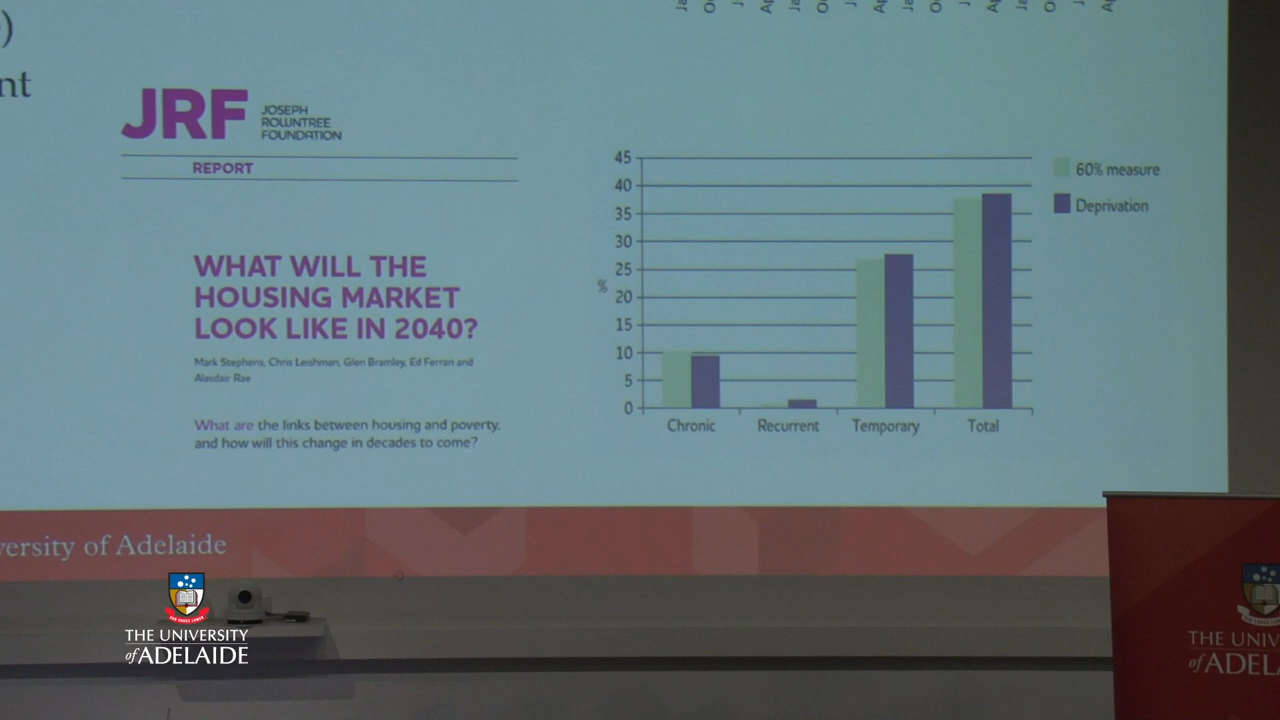 )
nt
JRF
JOSEPH
ROWNTREE
FOUNDATION
REPORT
WHAT WILL THE
HOUSING MARKET
LOOK LIKE IN 2040?
Mark Stephens, Chris Leishman, Glen Bramley, Ed Ferrari and
Alasdair Rae
What are the links between housing and poverty,
and how will this change in decades to come?
45
40
35
30
25
20
15
10
5
0
%
Chronic Recurrent Temporary Total
60% measure
Deprivation
versity of Adelaide
THE UNIVERSITY
of ADELAIDE
THE UNIV
of ADEL